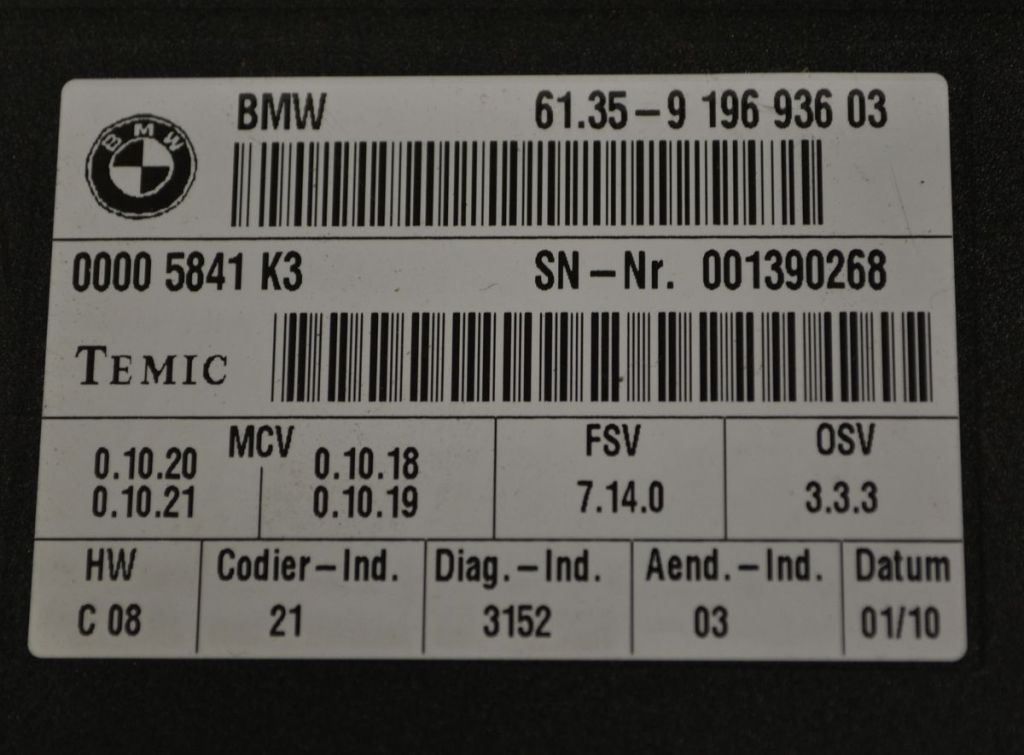 BMW 61.35-9 196 936 03
BMW
0000 5841 K3 SN-Nr. 001390268
TEMIC
MCV FSV OSV
0.10.20 0.10.18
0.10.21 0.10.19 7.14.0 3.3.3
HW Codier-Ind. Diag.-Ind. Aend.-Ind. Datum
C 08 21 3152 03 01/10